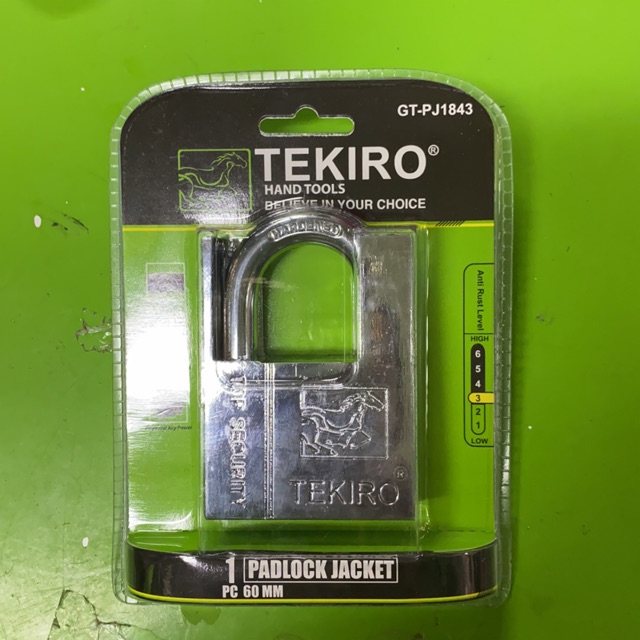 GT-PJ1843
TEKIRO®
HAND TOOLS
BELIEVE IN YOUR CHOICE
HARDENED
Anti Rust Level
HIGH
6
5
4
3
2
1
LOW
TOP SECURITY
TEKIRO®
1 PADLOCK JACKET
PC 60 MM